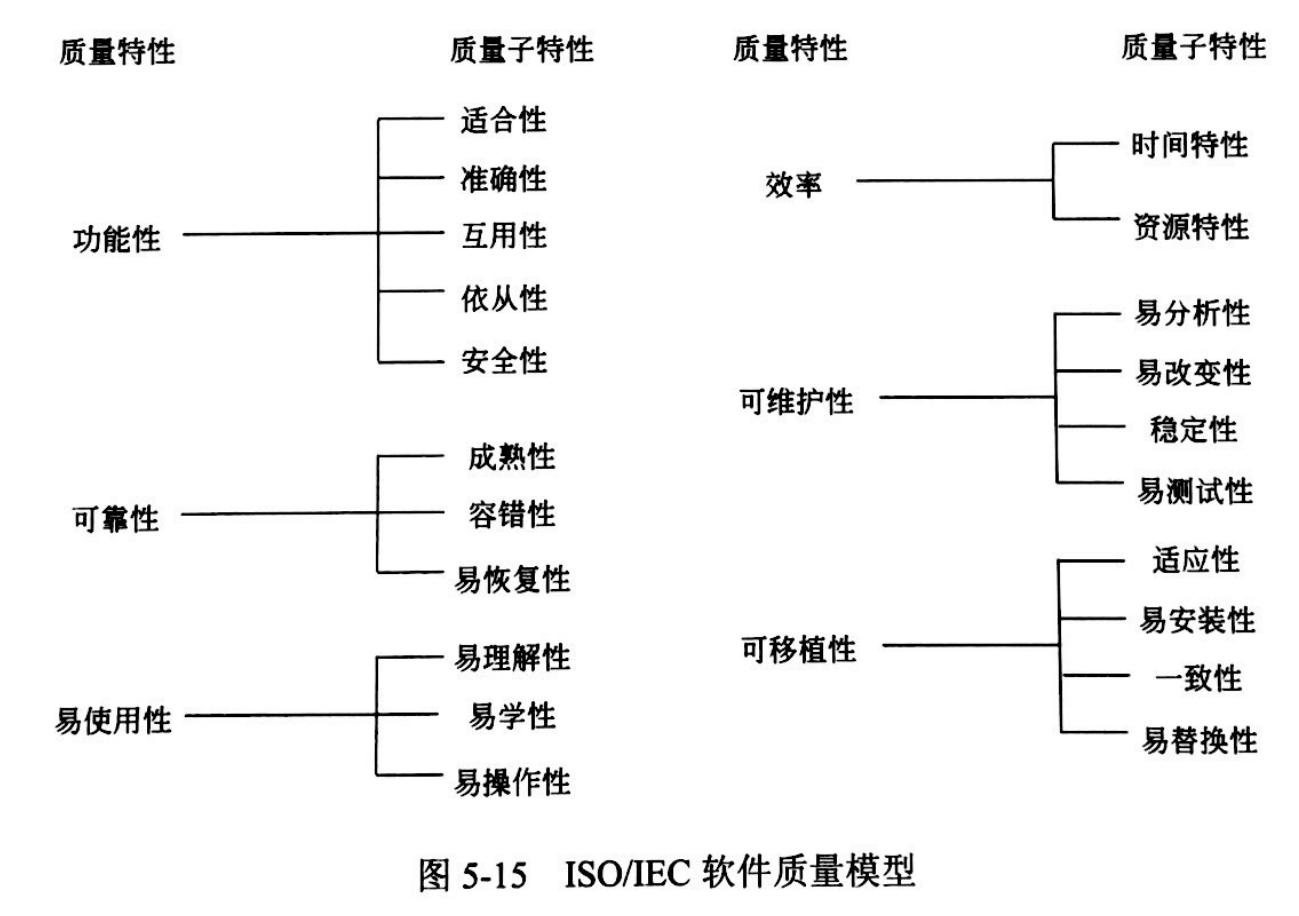 质量特性
质量子特性
功能性
适合性
准确性
互用性
依从性
安全性
可靠性
成熟性
容错性
易恢复性
易使用性
易理解性
易学性
易操作性
质量特性
质量子特性
效率
时间特性
资源特性
可维护性
易分析性
易改变性
稳定性
易测试性
可移植性
适应性
易安装性
一致性
易替换性
图 5-15 ISO/IEC 软件质量模型